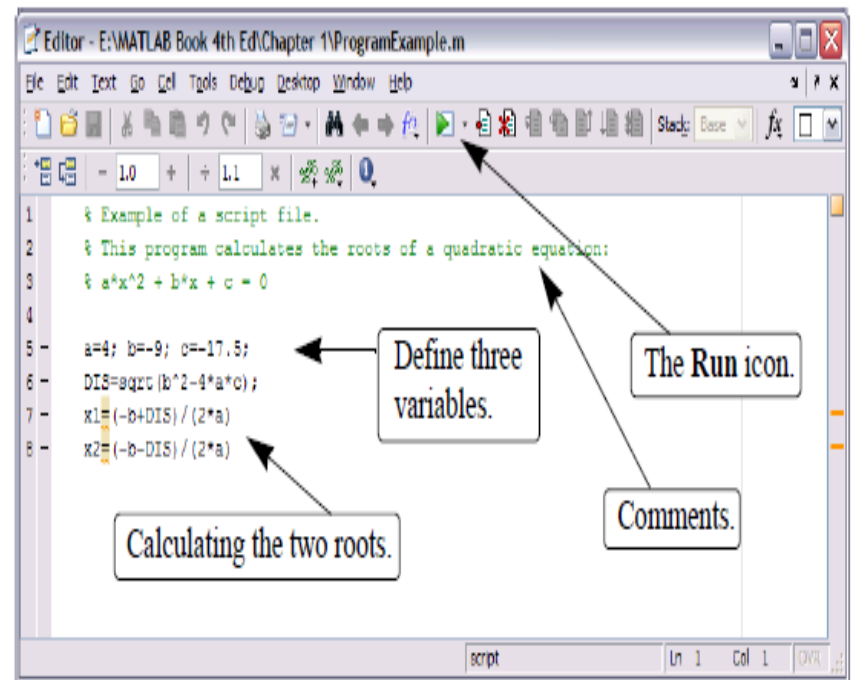 Editor - E:\MATLAB Book 4th Ed\Chapter 1\ProgramExample.m
File Edit Text Go Cell Tools Debug Desktop Window Help
Stack: Base fx
- 1.0 + ÷ 1.1 ×
1 % Example of a script file.
2 % This program calculates the roots of a quadratic equation:
3 % a*x^2 + b*x + c = 0
4
5 - a=4; b=-9; c=-17.5;
6 - DIS=sqrt(b^2-4*a*c);
7 - x1=(-b+DIS)/(2*a)
8 - x2=(-b-DIS)/(2*a)
Define three
variables.
The Run icon.
Comments.
Calculating the two roots.
script Ln 1 Col 1 OVR